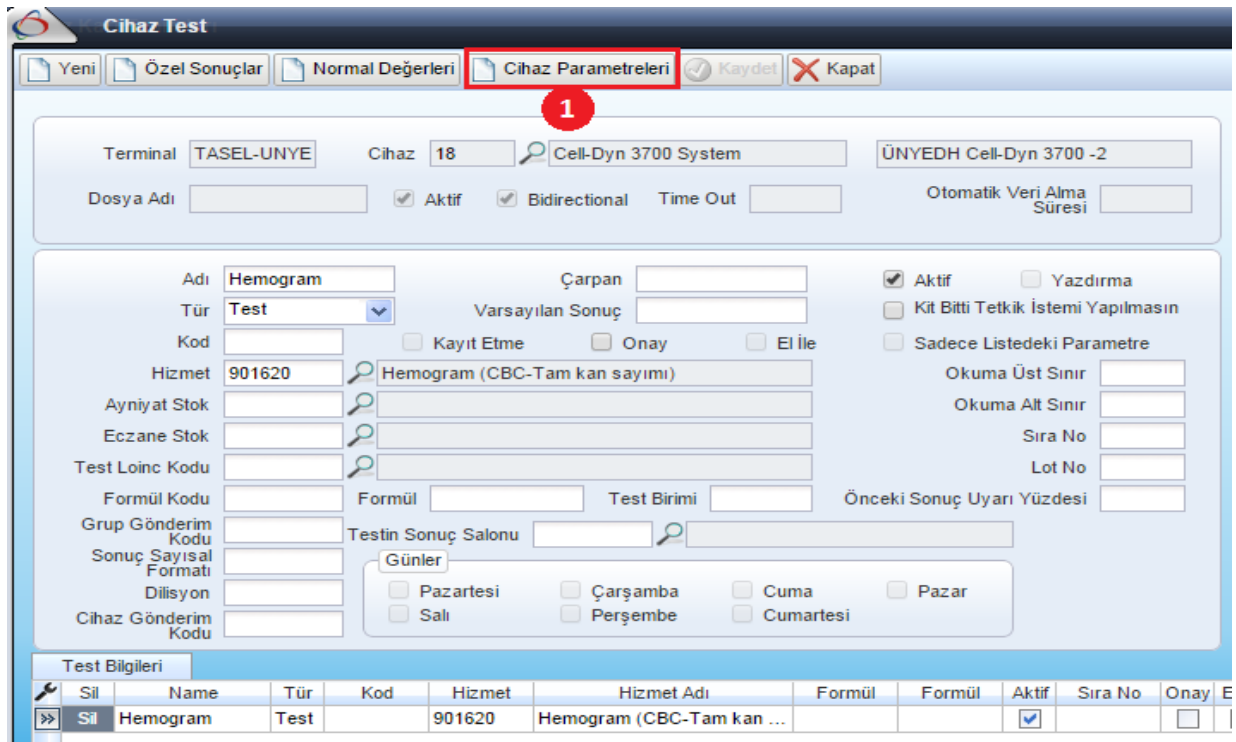 Cihaz Test
Yeni Özel Sonuçlar Normal Değerleri Cihaz Parametreleri Kaydet Kapat
1
Terminal TASEL-UNYE Cihaz 18 Cell-Dyn 3700 System ÜNYEDH Cell-Dyn 3700 -2
Dosya Adı Aktif Bidirectional Time Out Otomatik Veri Alma
Süresi
Adı Hemogram Çarpan Aktif Yazdırma
Tür Test Varsayılan Sonuç Kit Bitti Tetkik İstemi Yapılmasın
Kod Kayıt Etme Onay El İle Sadece Listedeki Parametre
Hizmet 901620 Hemogram (CBC-Tam kan sayımı) Okuma Üst Sınır
Ayniyat Stok Okuma Alt Sınır
Eczane Stok Sıra No
Test Loinc Kodu Lot No
Formül Kodu Formül Test Birimi Önceki Sonuç Uyarı Yüzdesi
Grup Gönderim
Kodu Testin Sonuç Salonu
Sonuç Sayısal
Formatı Günler
Dilisyon Pazartesi Çarşamba Cuma Pazar
Salı Perşembe Cumartesi
Cihaz Gönderim
Kodu
Test Bilgileri
Sil Name Tür Kod Hizmet Hizmet Adı Formül Formül Aktif Sıra No Onay E
Sil Hemogram Test 901620 Hemogram (CBC-Tam kan ...